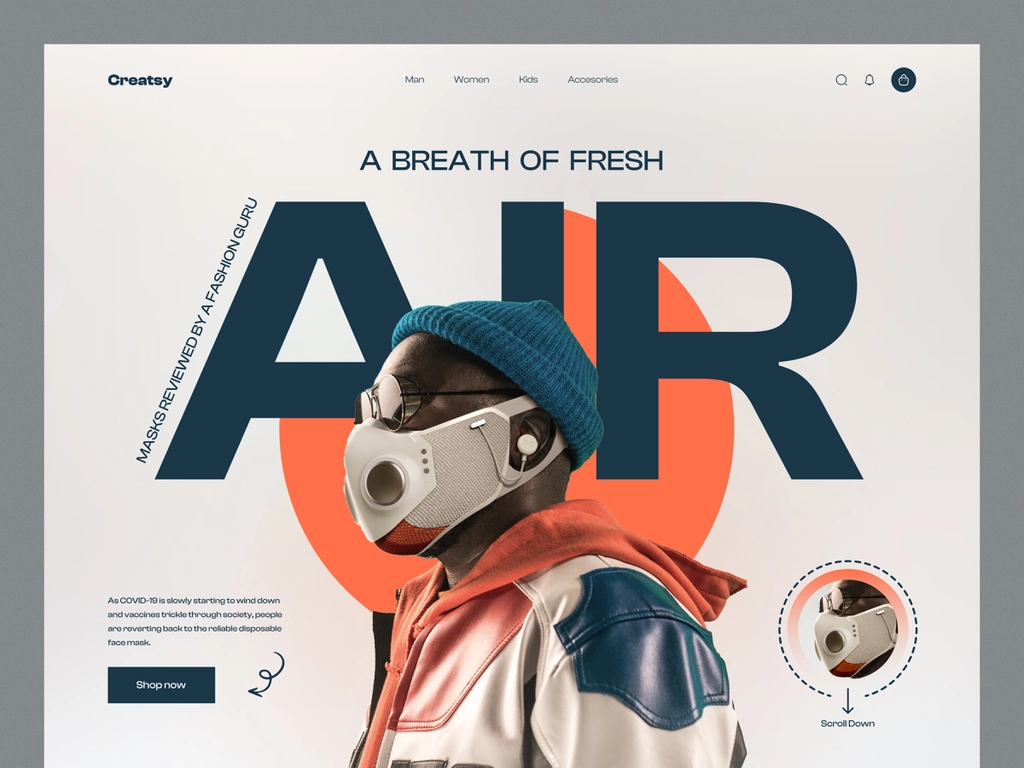 Creatsy
Man Women Kids Accesories
A BREATH OF FRESH
AIR
MASKS REVIEWED BY A FASHION GURU
As COVID-19 is slowly starting to wind down
and vaccines trickle through society, people
are reverting back to the reliable disposable
face mask.
Shop now
Scroll Down